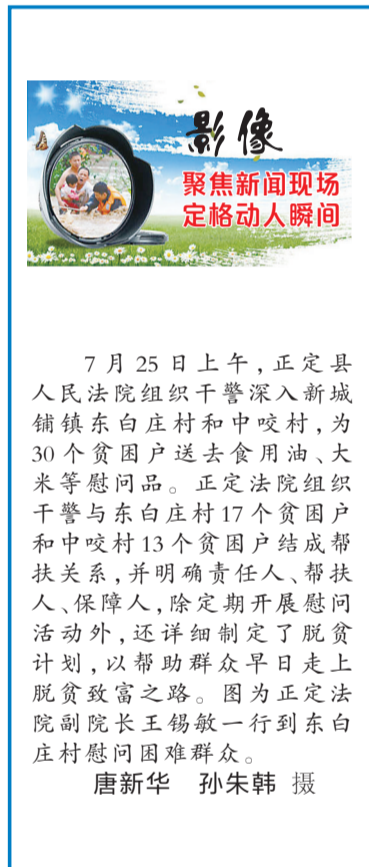 影像
聚焦新闻现场
定格动人瞬间
7月25日上午，正定县
人民法院组织干警深入新城
铺镇东白庄村和中咬村，为
30个贫困户送去食用油、大
米等慰问品。正定法院组织
干警与东白庄村17个贫困户
和中咬村13个贫困户结成帮
扶关系，并明确责任人、帮扶
人、保障人，除定期开展慰问
活动外，还详细制定了脱贫
计划，以帮助群众早日走上
脱贫致富之路。图为正定法
院副院长王锡敏一行到东白
庄村慰问困难群众。
唐新华 孙朱韩 摄